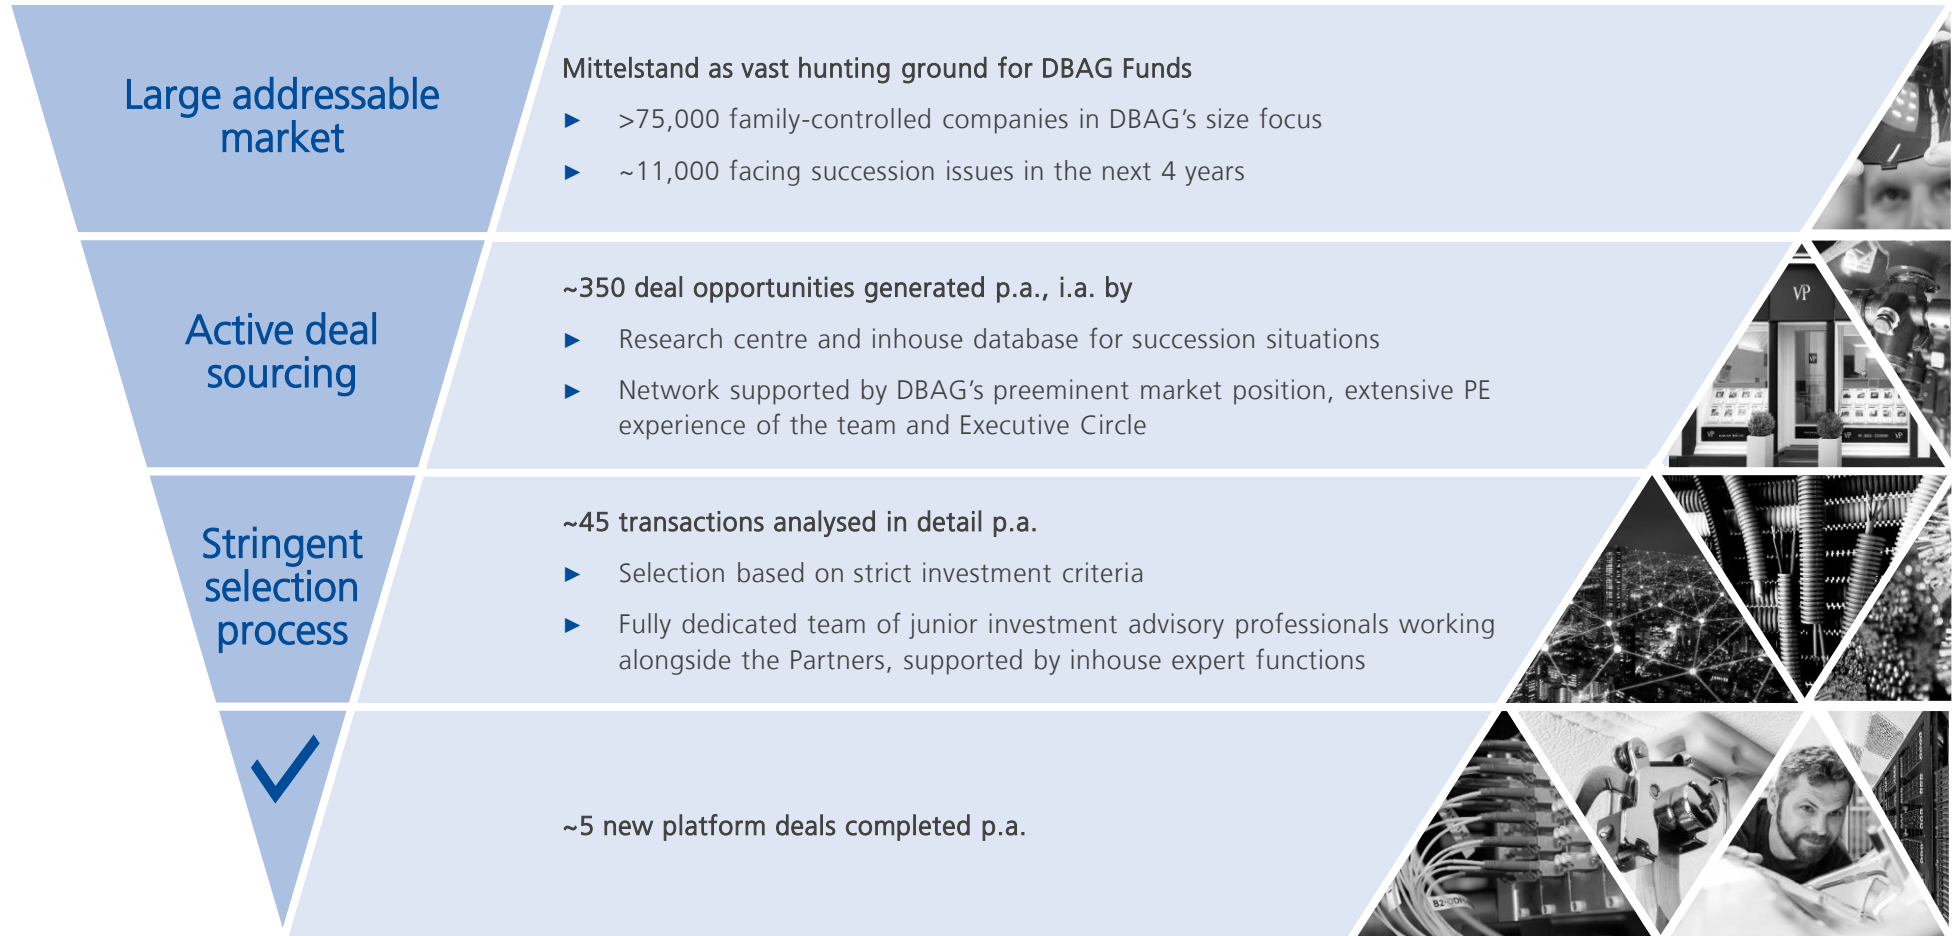 Large addressable
market
Mittelstand as vast hunting ground for DBAG Funds
► >75,000 family-controlled companies in DBAG’s size focus
► ~11,000 facing succession issues in the next 4 years
Active deal
sourcing
~350 deal opportunities generated p.a., i.a. by
► Research centre and inhouse database for succession situations
► Network supported by DBAG’s preeminent market position, extensive PE
experience of the team and Executive Circle
VP
VP
VP
VP
VP
Stringent
selection
process
~45 transactions analysed in detail p.a.
► Selection based on strict investment criteria
► Fully dedicated team of junior investment advisory professionals working
alongside the Partners, supported by inhouse expert functions
~5 new platform deals completed p.a.